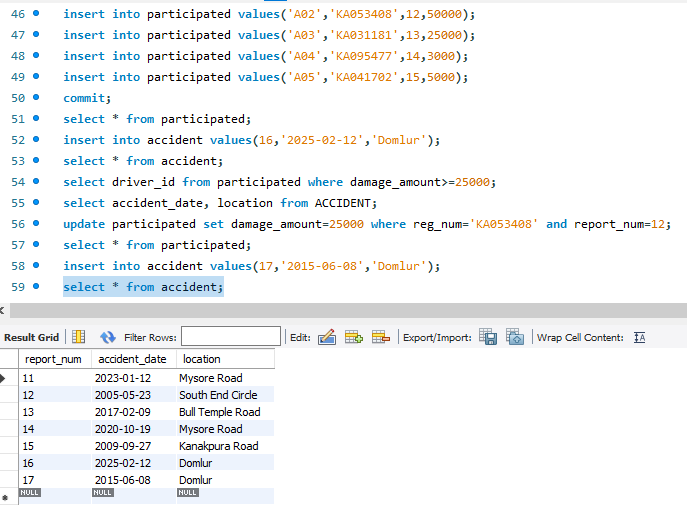 46 insert into participated values('A02','KA053408',12,50000);
47 insert into participated values('A03','KA031181',13,25000);
48 insert into participated values('A04','KA095477',14,3000);
49 insert into participated values('A05','KA041702',15,5000);
50 commit;
51 select * from participated;
52 insert into accident values(16,'2025-02-12','Domlur');
53 select * from accident;
54 select driver_id from participated where damage_amount>=25000;
55 select accident_date, location from ACCIDENT;
56 update participated set damage_amount=25000 where reg_num='KA053408' and report_num=12;
57 select * from participated;
58 insert into accident values(17,'2015-06-08','Domlur');
59 select * from accident;
Result Grid Filter Rows: Edit: Export/Import: Wrap Cell Content: IA
report_num accident_date location
11 2023-01-12 Mysore Road
12 2005-05-23 South End Circle
13 2017-02-09 Bull Temple Road
14 2020-10-19 Mysore Road
15 2009-09-27 Kanakpura Road
16 2025-02-12 Domlur
17 2015-06-08 Domlur
NULL NULL NULL